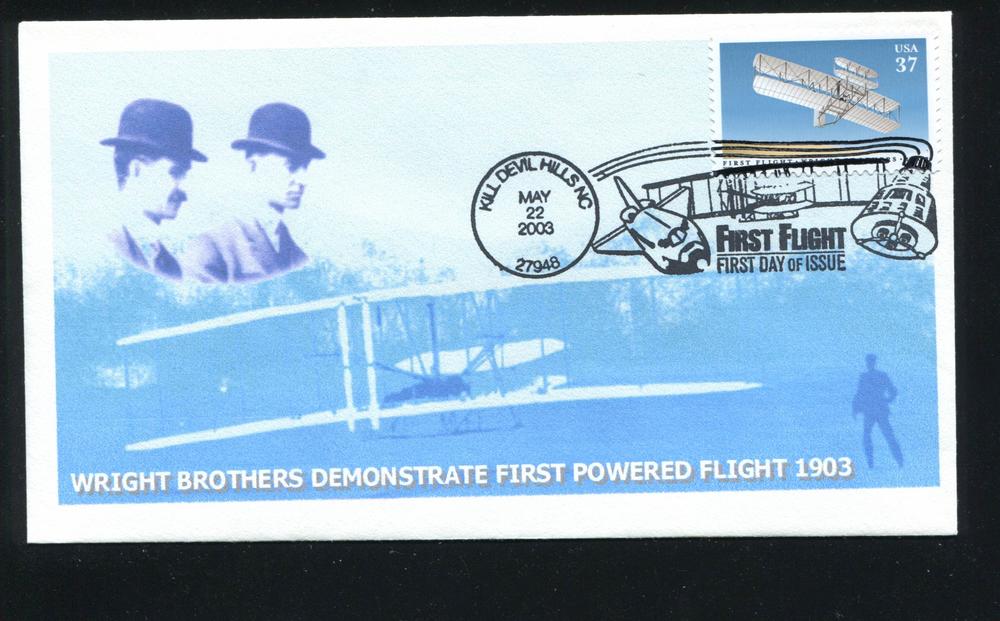 USA
37
FIRST FLIGHT · WRIGHT
KILL DEVIL HILLS NC
MAY
22
2003
27948
FIRST FLIGHT
FIRST DAY OF ISSUE
WRIGHT BROTHERS DEMONSTRATE FIRST POWERED FLIGHT 1903